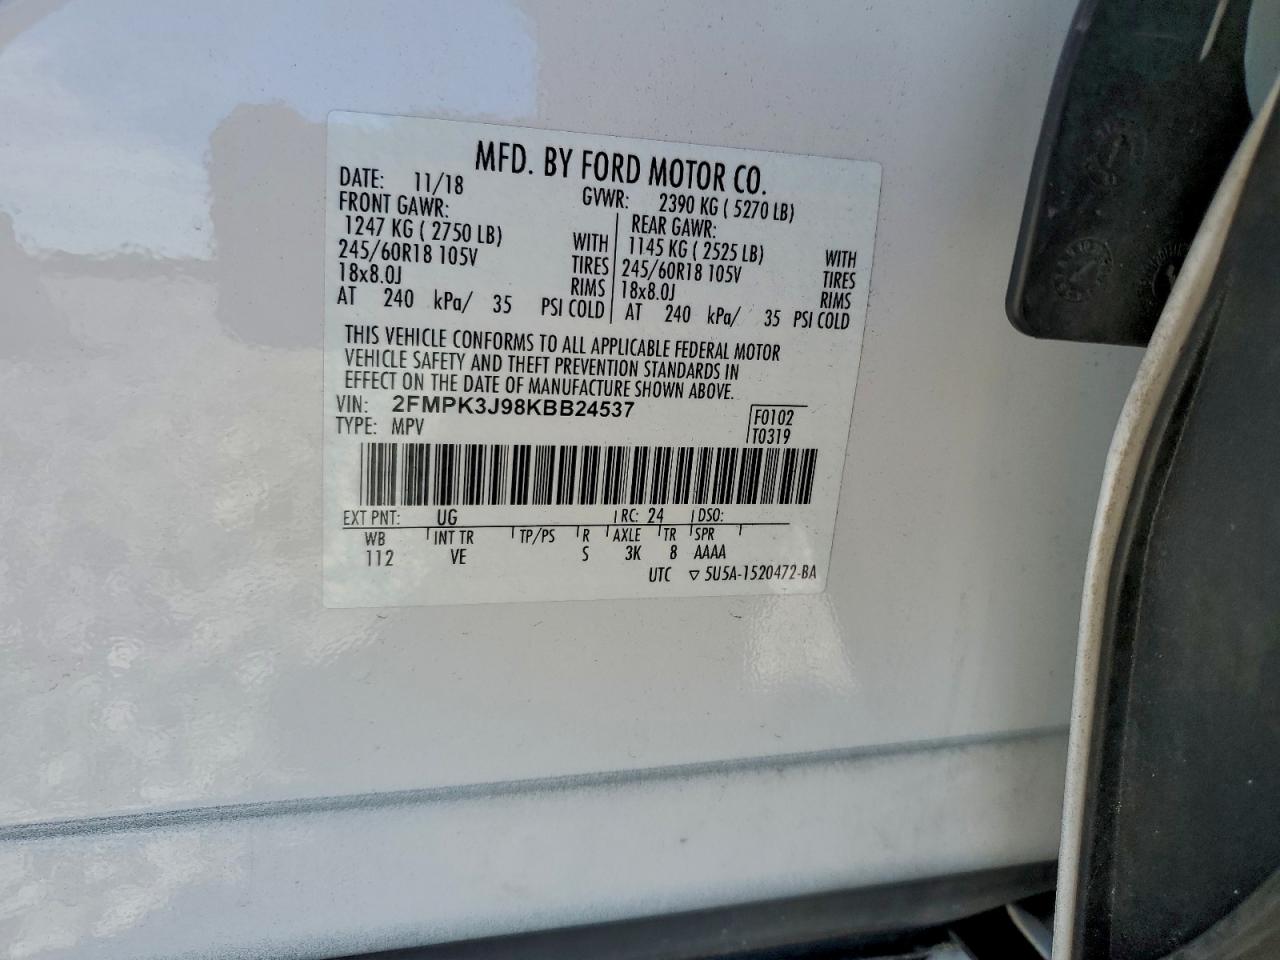 MFD. BY FORD MOTOR CO.
DATE: 11/18 GVWR: 2390 KG ( 5270 LB)
FRONT GAWR: REAR GAWR:
1247 KG ( 2750 LB) WITH 1145 KG ( 2525 LB) WITH
245/60R18 105V TIRES 245/60R18 105V TIRES
18x8.0J RIMS 18x8.0J RIMS
AT 240 kPa/ 35 PSI COLD AT 240 kPa/ 35 PSI COLD
THIS VEHICLE CONFORMS TO ALL APPLICABLE FEDERAL MOTOR
VEHICLE SAFETY AND THEFT PREVENTION STANDARDS IN
EFFECT ON THE DATE OF MANUFACTURE SHOWN ABOVE.
VIN: 2FMPK3J98KBB24537 F0102
TYPE: MPV T0319
EXT PNT: UG RC: 24 DSO:
WB INT TR TP/PS R AXLE TR SPR
112 VE S 3K 8 AAAA
UTC ▽ 5U5A-1520472-BA